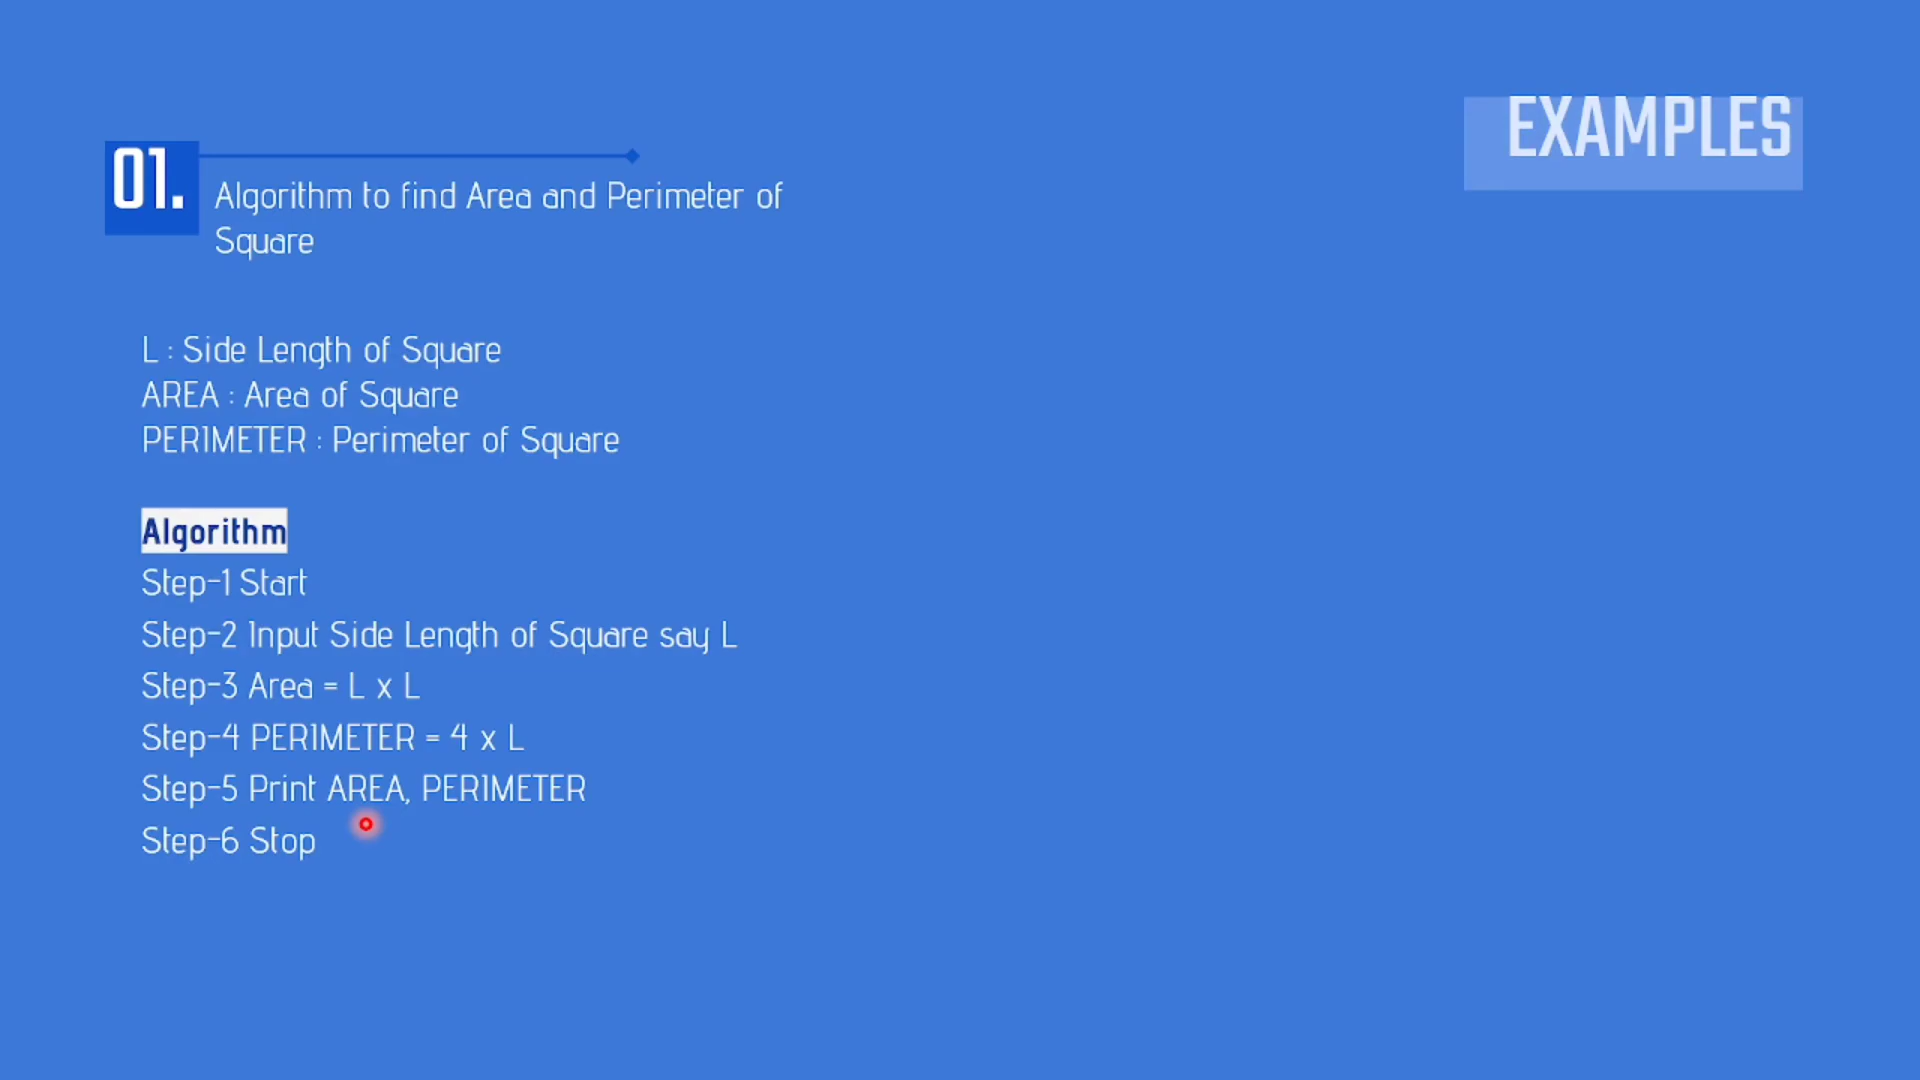 EXAMPLES
01.
Algorithm to find Area and Perimeter of
Square
L : Side Length of Square
AREA : Area of Square
PERIMETER : Perimeter of Square
Algorithm
Step-1 Start
Step-2 Input Side Length of Square say L
Step-3 Area = L x L
Step-4 PERIMETER = 4 x L
Step-5 Print AREA, PERIMETER
Step-6 Stop